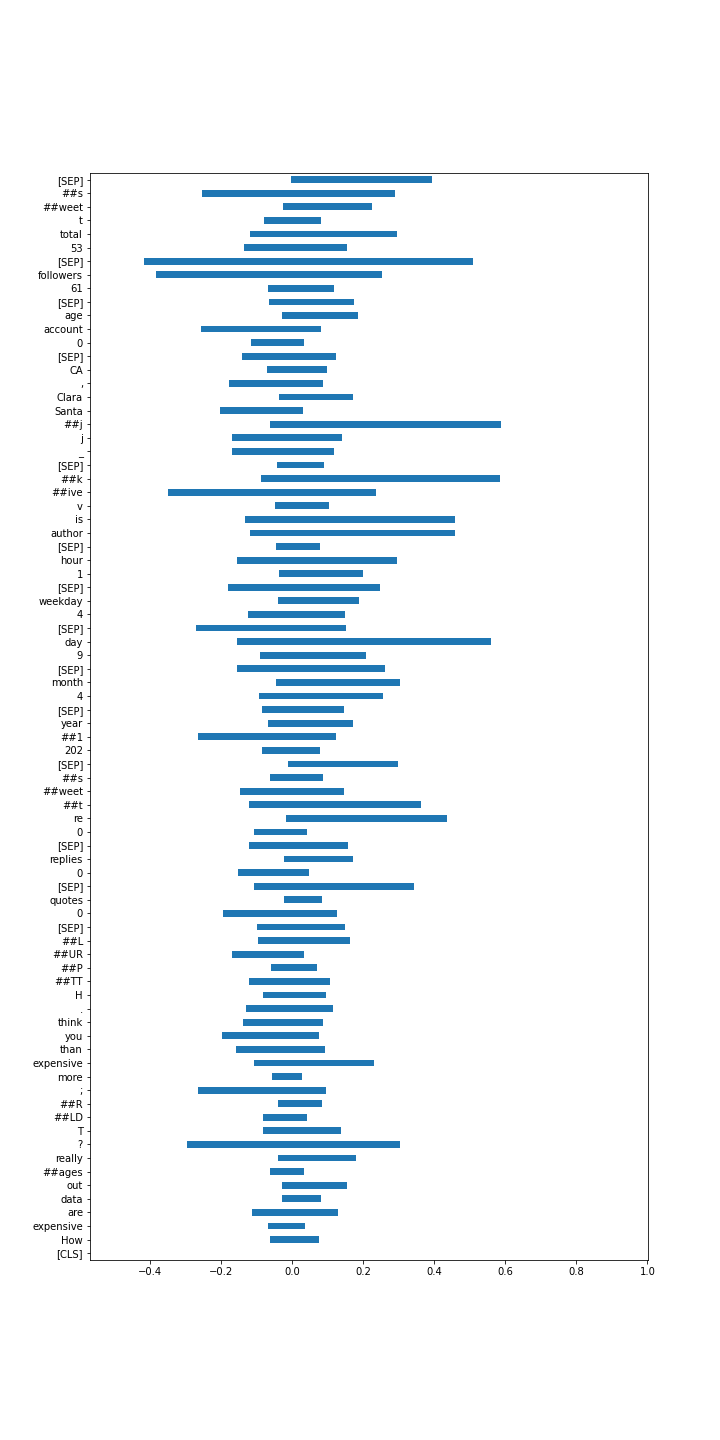 [SEP]
##s
##weet
t
total
53
[SEP]
followers
61
[SEP]
age
account
0
[SEP]
CA
,
Clara
Santa
##j
j
_
[SEP]
##k
##ive
v
is
author
[SEP]
hour
1
[SEP]
weekday
4
[SEP]
day
9
[SEP]
month
4
[SEP]
year
##1
202
[SEP]
##s
##weet
##t
re
0
[SEP]
replies
0
[SEP]
quotes
0
[SEP]
##L
##UR
##P
##TT
H
.
think
you
than
expensive
more
;
##R
##LD
T
?
really
##ages
out
data
are
expensive
How
[CLS]
−0.4 −0.2 0.0 0.2 0.4 0.6 0.8 1.0